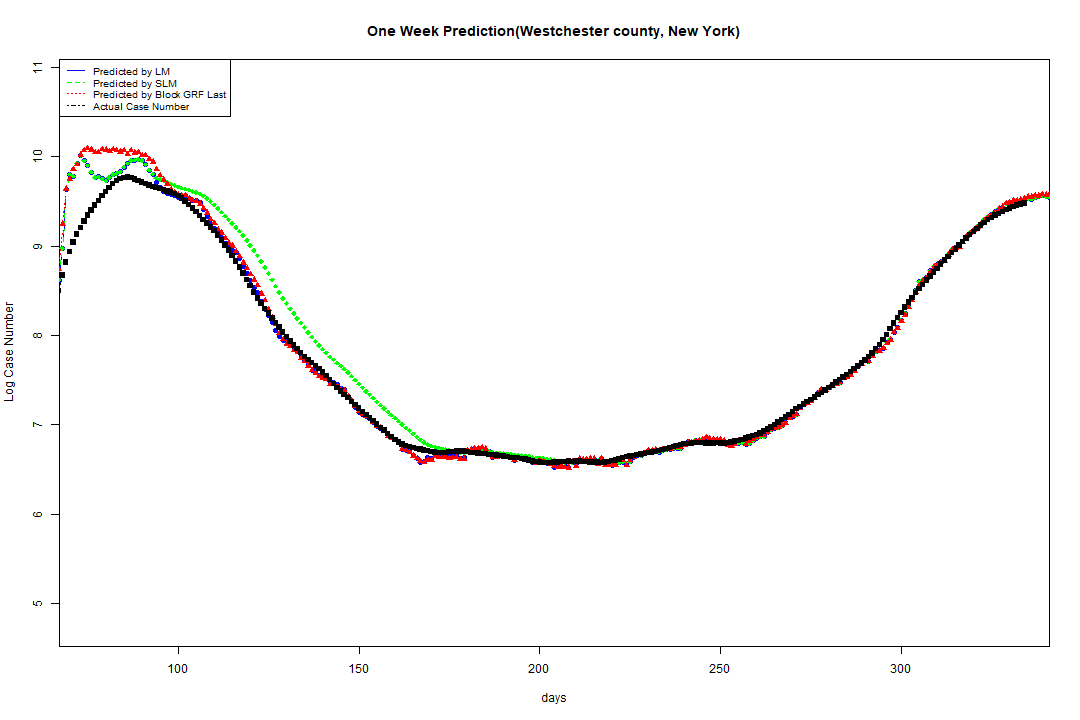 One Week Prediction(Westchester county, New York)
Predicted by LM
Predicted by SLM
Predicted by Block GRF Last
Actual Case Number
11
10
9
8
7
6
5
Log Case Number
100
150
200
250
300
days